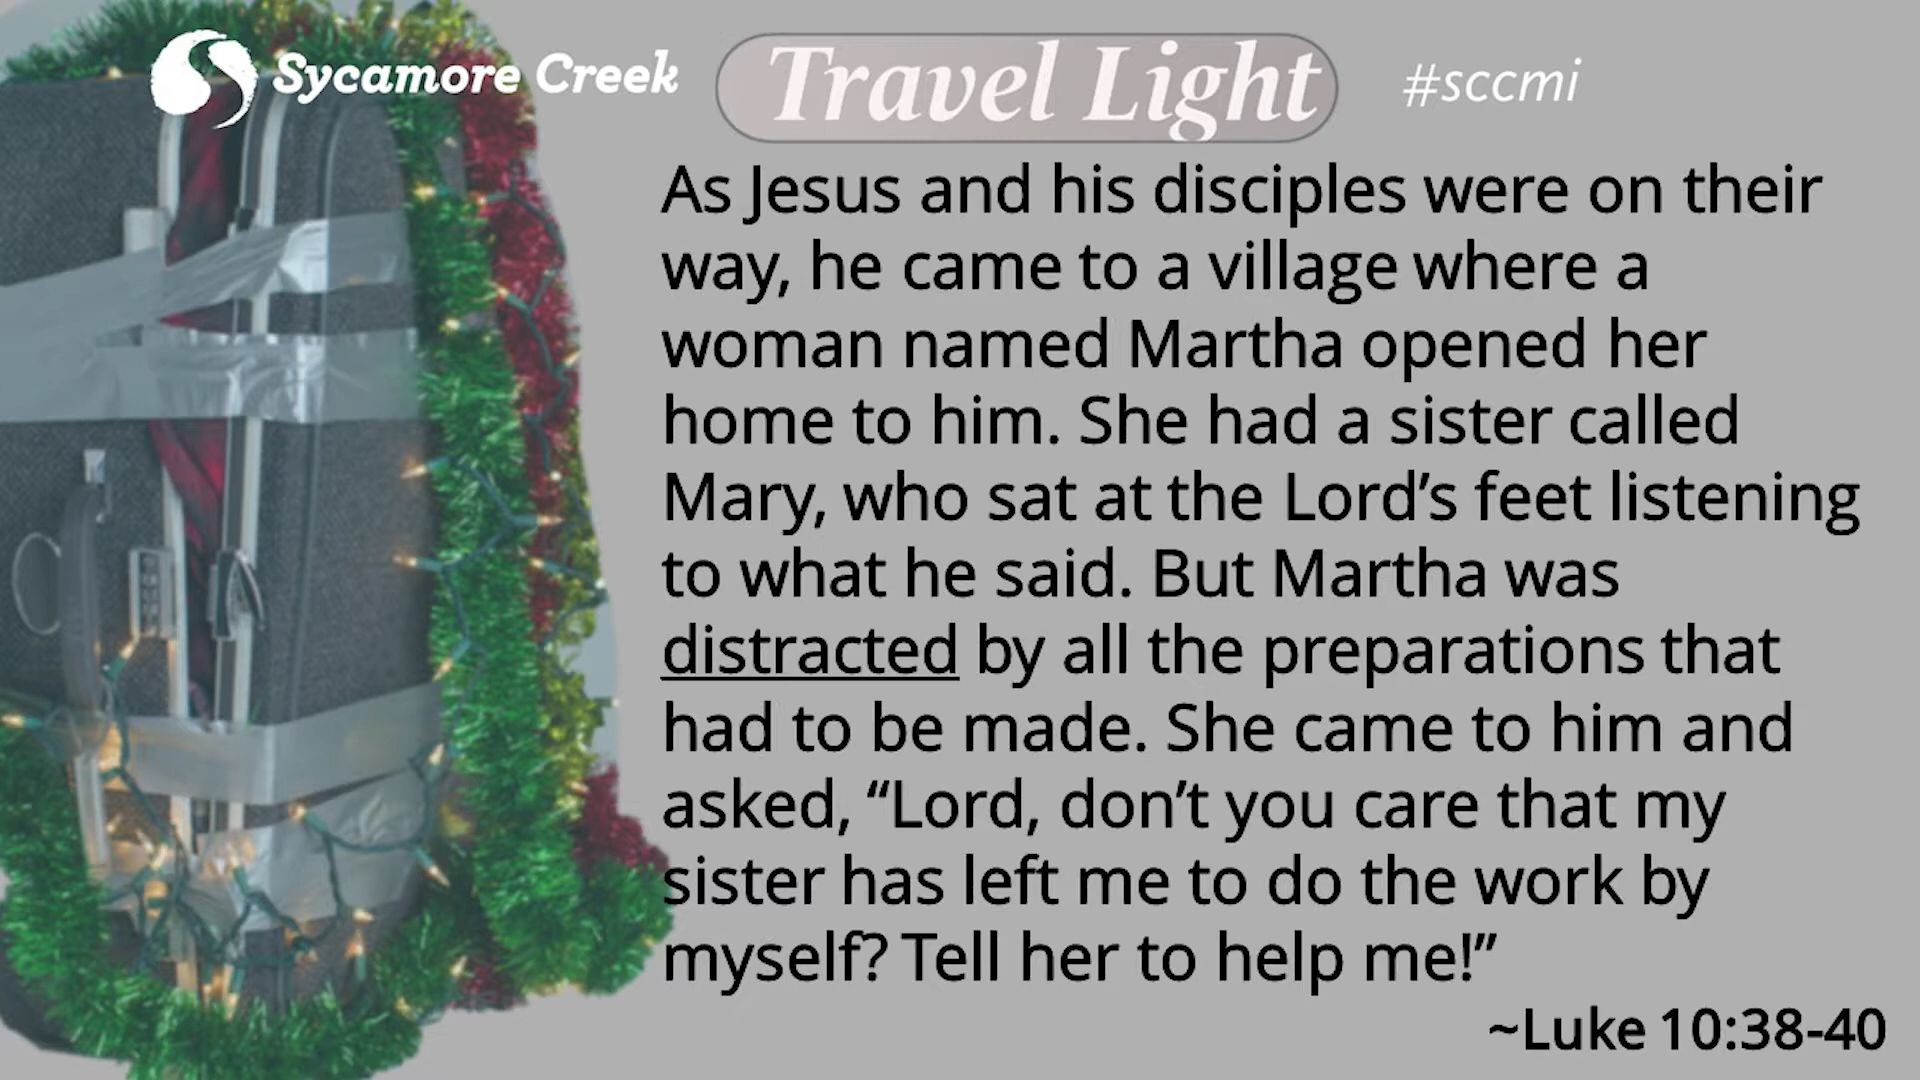 Sycamore Creek
Travel Light
#sccmi
As Jesus and his disciples were on their
way, he came to a village where a
woman named Martha opened her
home to him. She had a sister called
Mary, who sat at the Lord’s feet listening
to what he said. But Martha was
distracted by all the preparations that
had to be made. She came to him and
asked, “Lord, don’t you care that my
sister has left me to do the work by
myself? Tell her to help me!”
~Luke 10:38-40